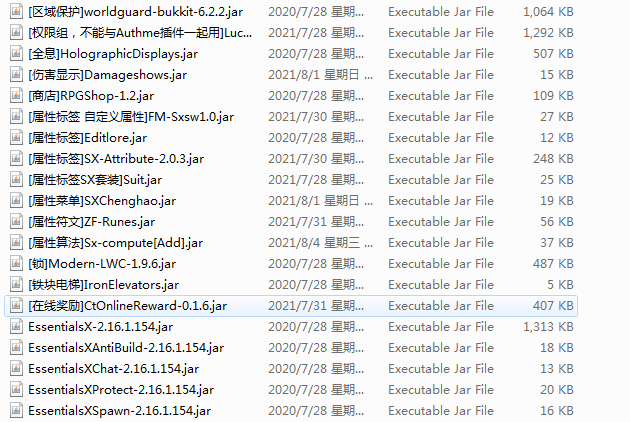 [区域保护]worldguard-bukkit-6.2.2.jar 2020/7/28 星期... Executable Jar File 1,064 KB
[权限组，不能与Authme插件一起用]Luc... 2020/7/28 星期... Executable Jar File 1,292 KB
[全息]HolographicDisplays.jar 2020/7/28 星期... Executable Jar File 507 KB
[伤害显示]Damageshows.jar 2021/8/1 星期日 ... Executable Jar File 15 KB
[商店]RPGShop-1.2.jar 2020/7/28 星期... Executable Jar File 109 KB
[属性标签 自定义属性]FM-Sxsw1.0.jar 2021/7/30 星期... Executable Jar File 27 KB
[属性标签]Editlore.jar 2020/7/28 星期... Executable Jar File 12 KB
[属性标签]SX-Attribute-2.0.3.jar 2021/7/30 星期... Executable Jar File 248 KB
[属性标签SX套装]Suit.jar 2021/7/28 星期... Executable Jar File 25 KB
[属性菜单]SXChenghao.jar 2021/8/1 星期日 ... Executable Jar File 19 KB
[属性符文]ZF-Runes.jar 2021/7/31 星期... Executable Jar File 56 KB
[属性算法]Sx-compute[Add].jar 2021/8/4 星期三 ... Executable Jar File 37 KB
[锁]Modern-LWC-1.9.6.jar 2020/7/28 星期... Executable Jar File 487 KB
[铁块电梯]IronElevators.jar 2020/7/28 星期... Executable Jar File 5 KB
[在线奖励]CtOnlineReward-0.1.6.jar 2021/7/31 星期... Executable Jar File 407 KB
EssentialsX-2.16.1.154.jar 2020/7/28 星期... Executable Jar File 1,313 KB
EssentialsXAntiBuild-2.16.1.154.jar 2020/7/28 星期... Executable Jar File 18 KB
EssentialsXChat-2.16.1.154.jar 2020/7/28 星期... Executable Jar File 13 KB
EssentialsXProtect-2.16.1.154.jar 2020/7/28 星期... Executable Jar File 20 KB
EssentialsXSpawn-2.16.1.154.jar 2020/7/28 星期... Executable Jar File 16 KB